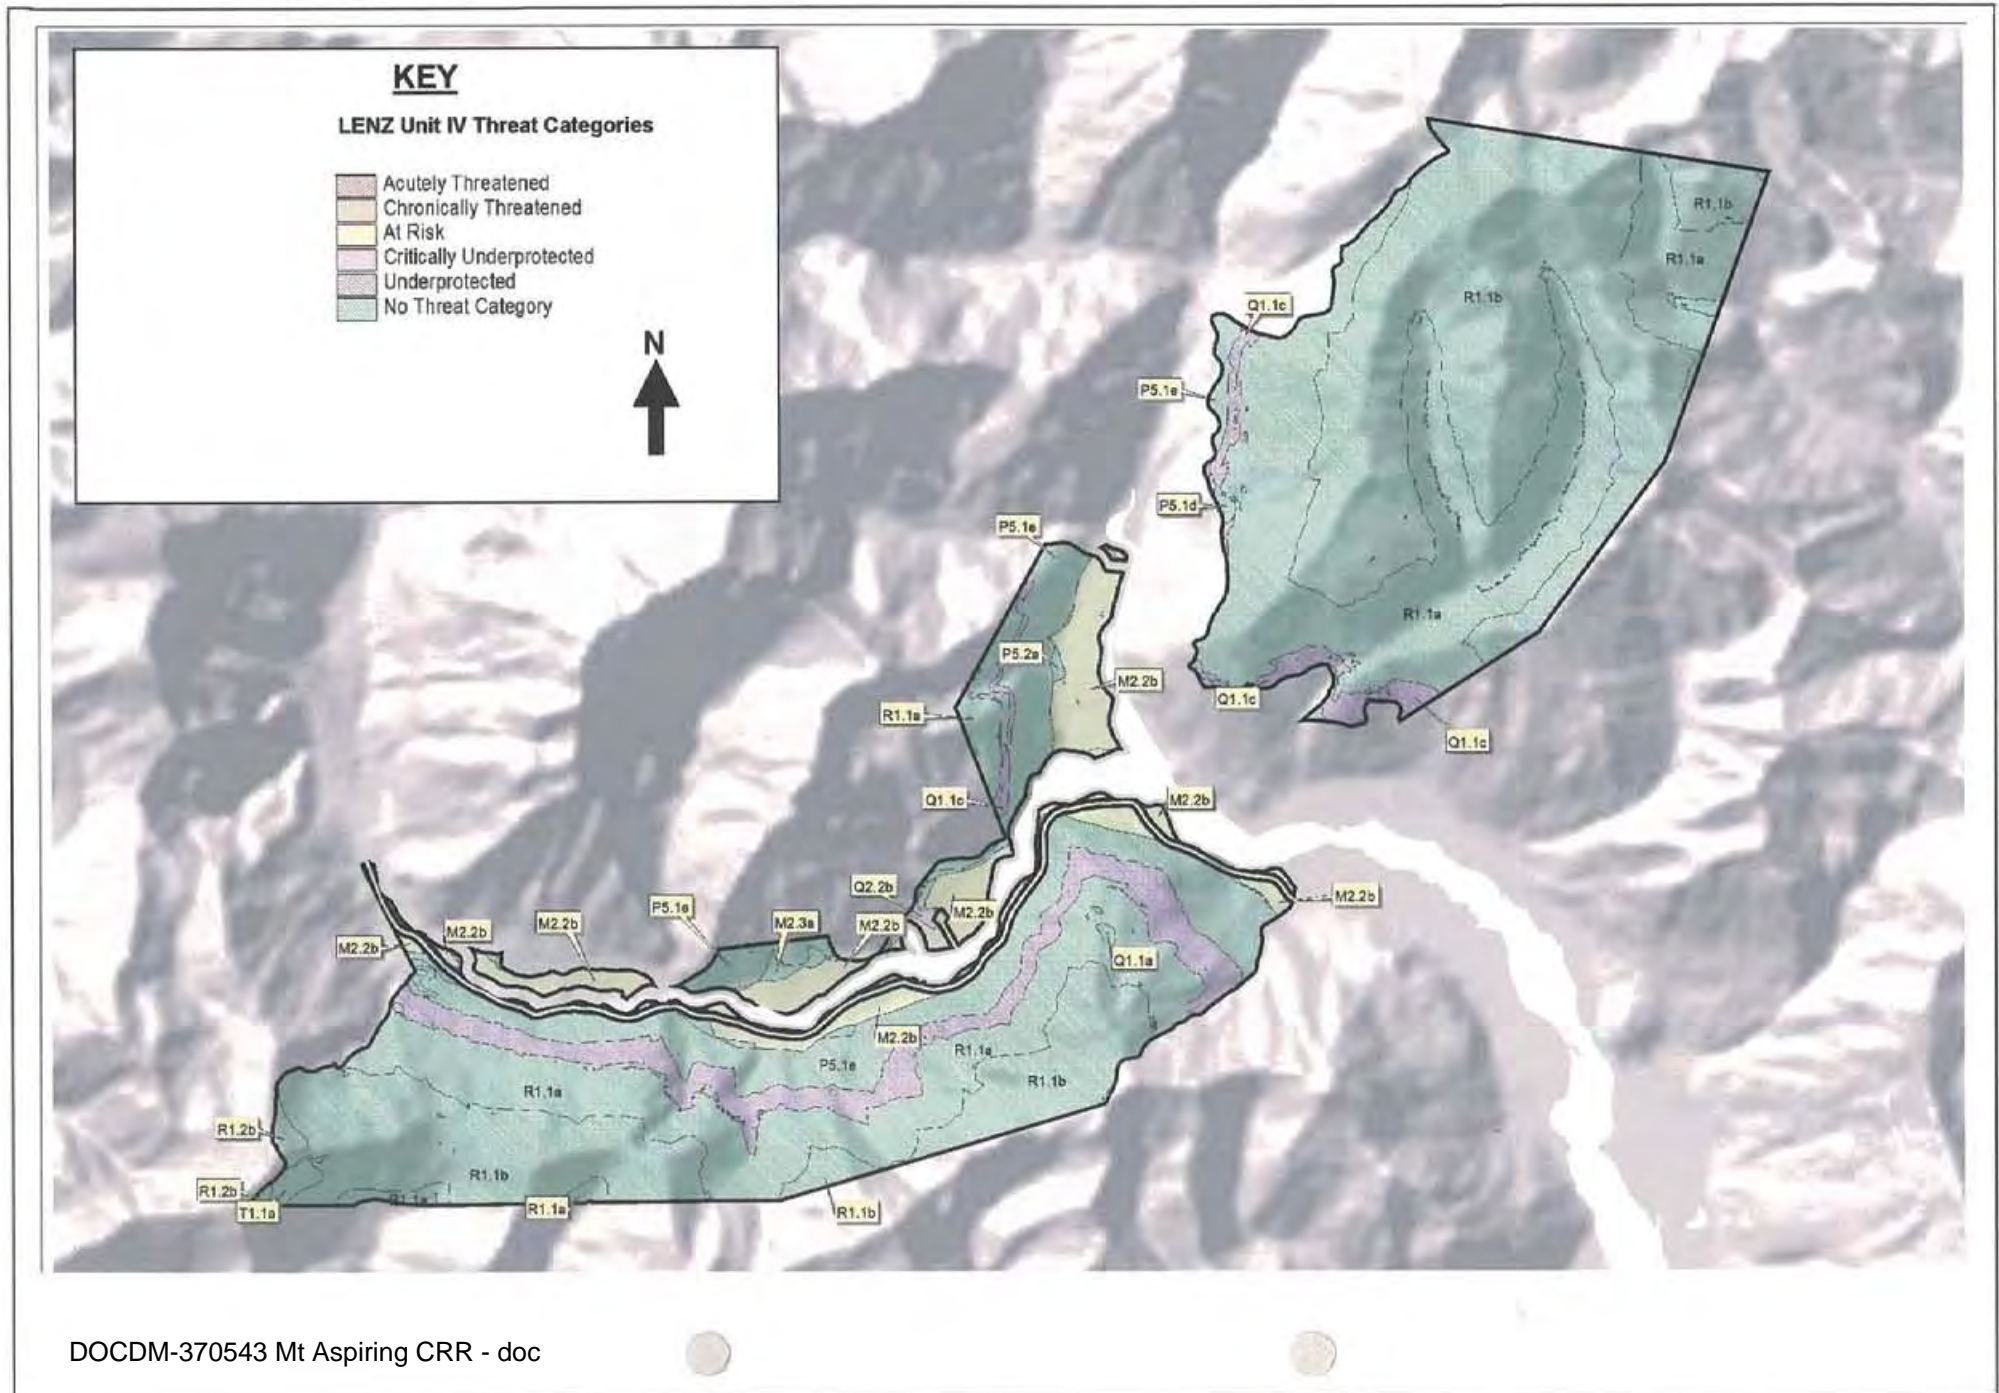 KEY
LENZ Unit IV Threat Categories
Acutely Threatened
Chronically Threatened
At Risk
Critically Underprotected
Underprotected
No Threat Category
N
R1.1b
R1.1a
R1.1b
Q1.1c
P5.1e
P5.1d
P5.1e
R1.1a
P5.2a
M2.2b
Q1.1c
R1.1a
Q1.1c
Q1.1c
M2.2b
Q2.2b
M2.2b
P5.1e
M2.2b
M2.3a
M2.2b
M2.2b
M2.2b
M2.2b
Q1.1a
M2.2b
P5.1e
R1.1a
R1.1b
R1.1a
R1.2b
R1.1b
R1.2b
R1.1a
T1.1a
R1.1a
R1.1b
DOCDM-370543 Mt Aspiring CRR - doc